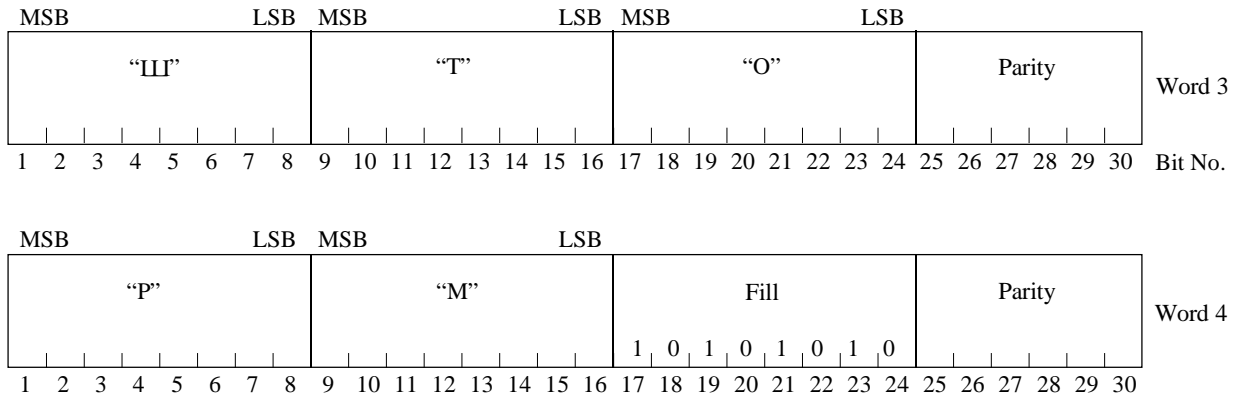 MSB LSB MSB LSB MSB LSB
“Ш” “Т” “О” Parity Word 3
1 2 3 4 5 6 7 8 9 10 11 12 13 14 15 16 17 18 19 20 21 22 23 24 25 26 27 28 29 30 Bit No.
MSB LSB MSB LSB
“Р” “М” Fill Parity Word 4
1 0 1 0 1 0 1 0
1 2 3 4 5 6 7 8 9 10 11 12 13 14 15 16 17 18 19 20 21 22 23 24 25 26 27 28 29 30